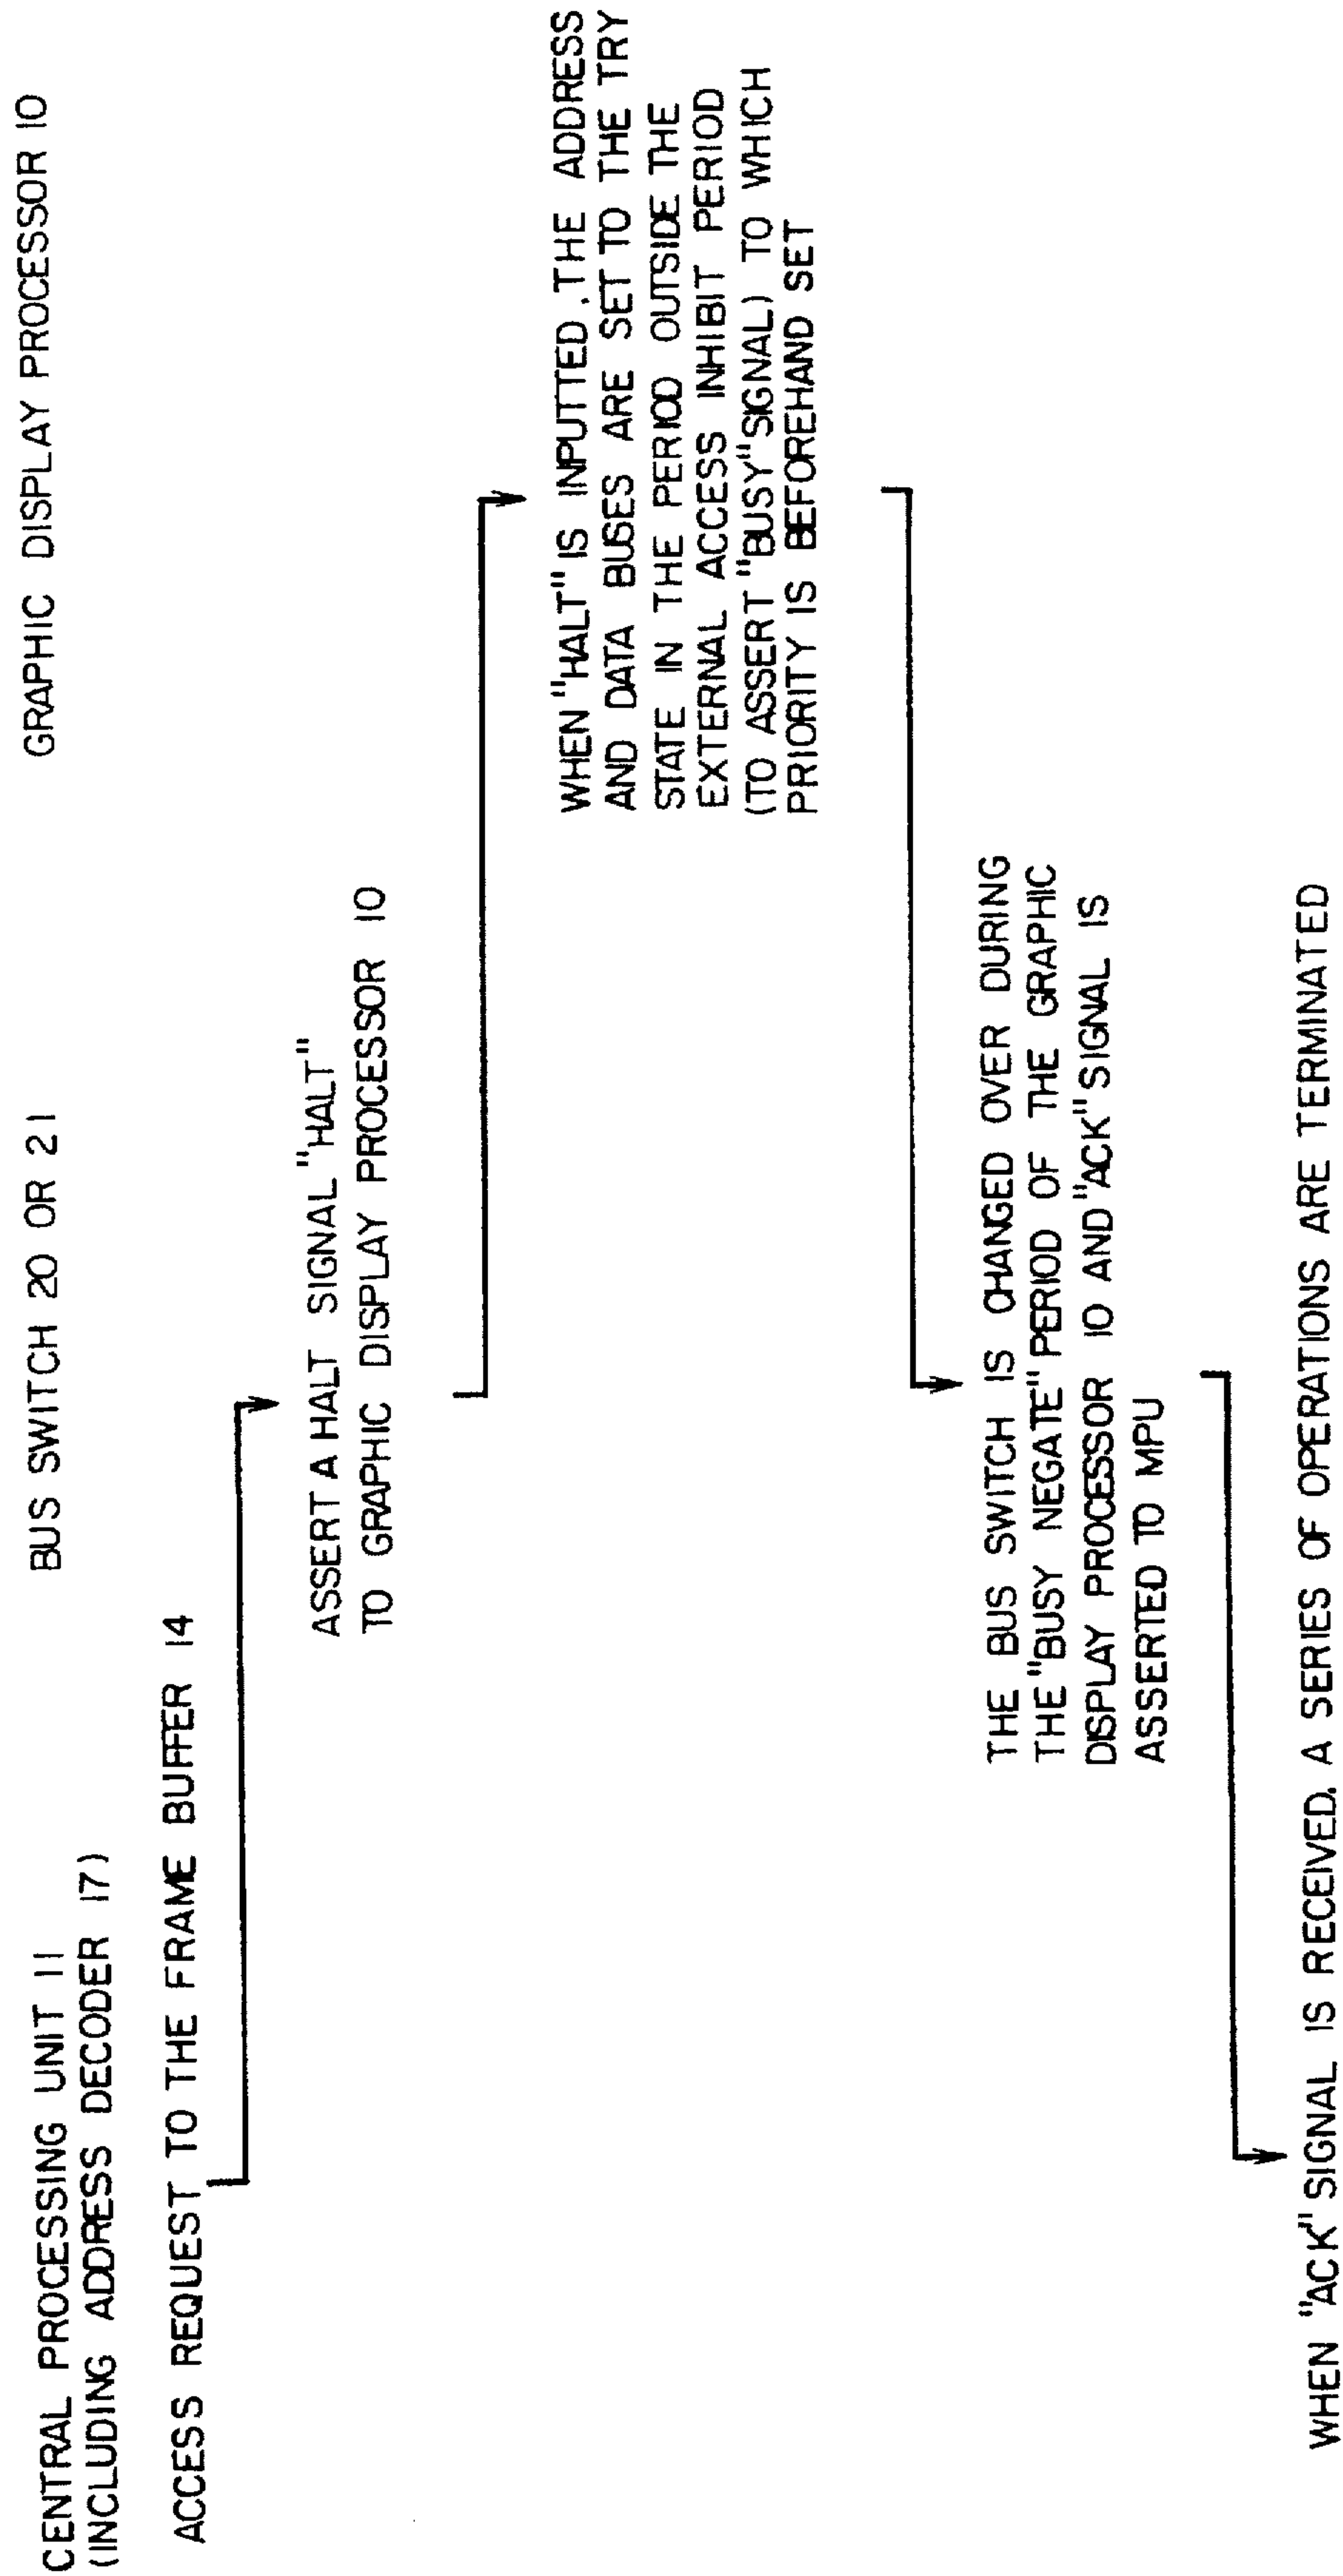 CENTRAL PROCESSING UNIT 11
(INCLUDING ADDRESS DECODER 17)
BUS SWITCH 20 OR 21
GRAPHIC DISPLAY PROCESSOR 10
ACCESS REQUEST TO THE FRAME BUFFER 14
ASSERT A HALT SIGNAL "HALT"
TO GRAPHIC DISPLAY PROCESSOR 10
WHEN "HALT" IS INPUTTED, THE ADDRESS
AND DATA BUSES ARE SET TO THE TRY
STATE IN THE PERIOD OUTSIDE THE
EXTERNAL ACCESS INHIBIT PERIOD
(TO ASSERT "BUSY" SIGNAL) TO WHICH
PRIORITY IS BEFOREHAND SET
THE BUS SWITCH IS CHANGED OVER DURING
THE "BUSY NEGATE" PERIOD OF THE GRAPHIC
DISPLAY PROCESSOR 10 AND "ACK" SIGNAL IS
ASSERTED TO MPU
WHEN "ACK" SIGNAL IS RECEIVED, A SERIES OF OPERATIONS ARE TERMINATED